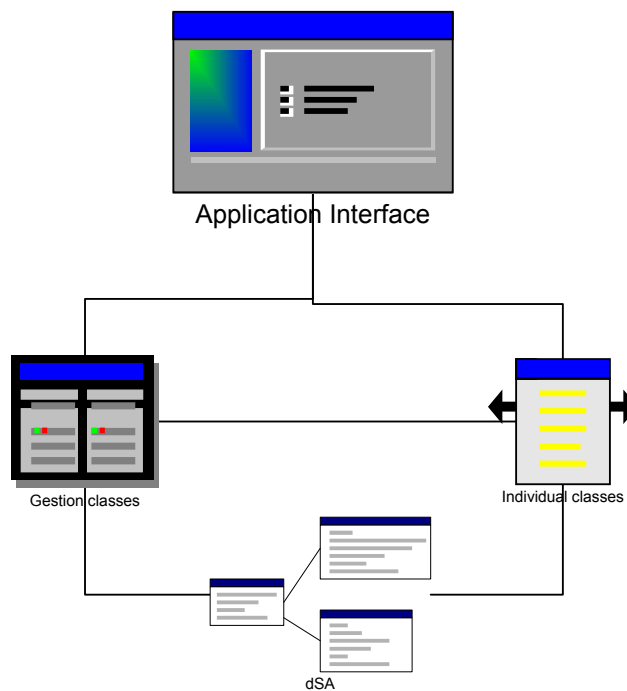 Application Interface
Gestion classes
Individual classes
dSA